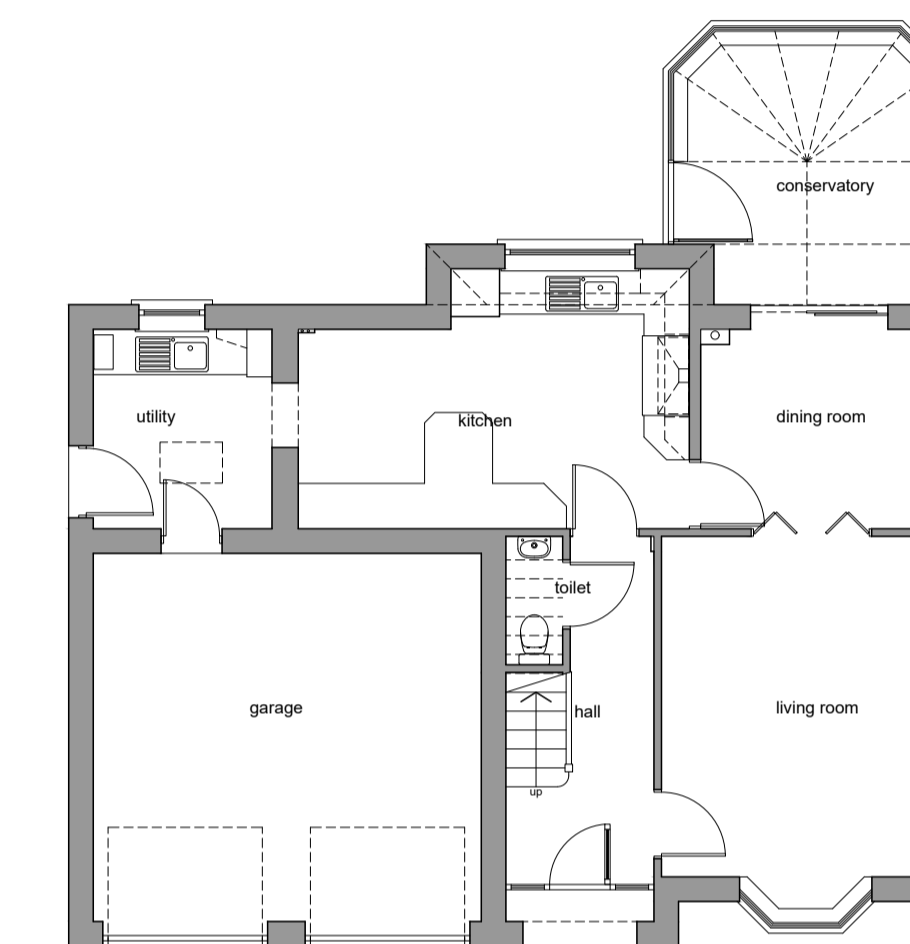 conservatory
utility
kitchen
dining room
toilet
garage
hall
living room
up